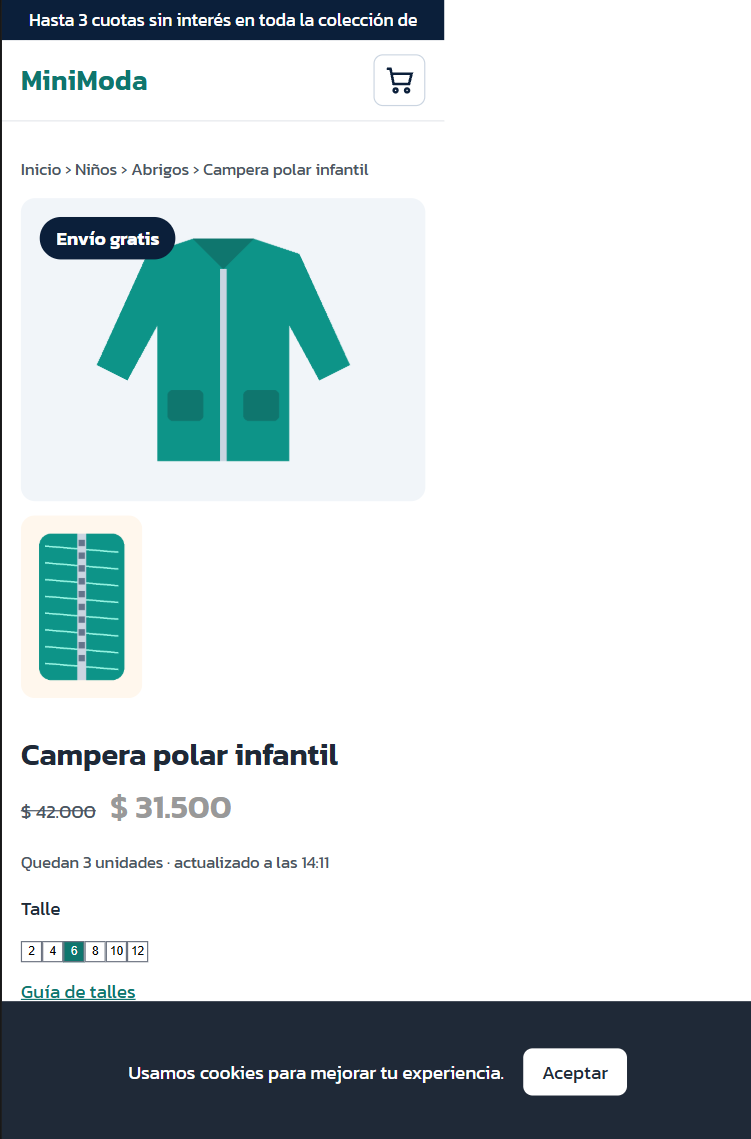 Hasta 3 cuotas sin interés en toda la colección de
MiniModa
Inicio › Niños › Abrigos › Campera polar infantil
Envío gratis
Campera polar infantil
$ 42.000 $ 31.500
Quedan 3 unidades · actualizado a las 14:11
Talle
2 4 6 8 10 12
Guía de talles
Usamos cookies para mejorar tu experiencia. Aceptar